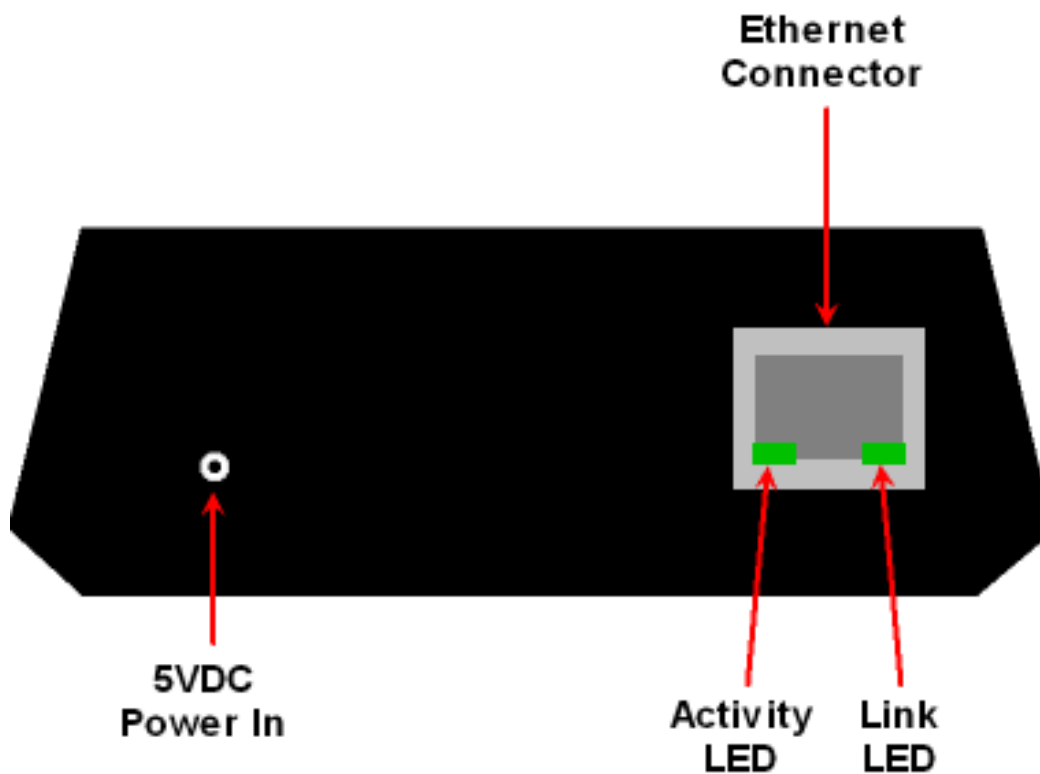 Ethernet
Connector
5VDC
Power In
Activity
LED
Link
LED